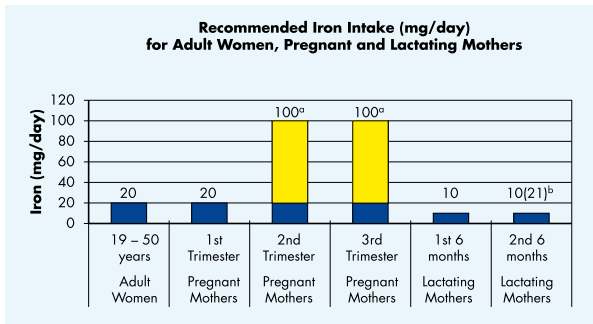 Recommended Iron Intake (mg/day)
for Adult Women, Pregnant and Lactating Mothers
Iron (mg/day)
120
100
80
60
40
20
0
20
20
100ᵃ
100ᵃ
10
10(21)ᵇ
19 – 50
years
1st
Trimester
2nd
Trimester
3rd
Trimester
1st 6
months
2nd 6
months
Adult
Women
Pregnant
Mothers
Pregnant
Mothers
Pregnant
Mothers
Lactating
Mothers
Lactating
Mothers